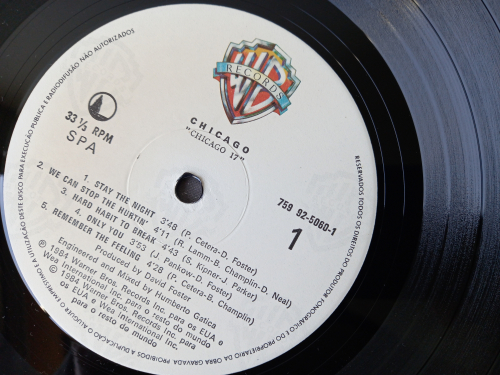 RECORDS
CHICAGO
"CHICAGO 17"
33 1/3 RPM
SPA
759 92-5060-1
1
1. STAY THE NIGHT 3'48 (P. Cetera-D. Foster)
2. WE CAN STOP THE HURTIN' 4'11 (R. Lamm-B. Champlin-D. Neal)
3. HARD HABIT TO BREAK 4'43 (S. Kipner-J. Parker)
4. ONLY YOU 3'53 (J. Pankow-D. Foster)
5. REMEMBER THE FEELING 4'28 (P. Cetera-B. Champlin)
Produced by David Foster
Engineered and Mixed by Humberto Gatica
℗ 1984 Warner Bros. Records Inc. para os EUA e
Wea International Inc. para o resto do mundo
© 1984 Warner Bros. Records Inc. para
os EUA e Wea International Inc.
para o resto do mundo
RESERVADOS TODOS OS DIREITOS DO PRODUTOR FONOGRÁFICO E DO PROPRIETÁRIO DA OBRA GRAVADA PROIBIDOS A DUPLICAÇÃO ALUGUER EMPRÉSTIMO E UTILIZAÇÃO DESTE DISCO PARA EXECUÇÃO PÚBLICA E RADIODIFUSÃO NÃO AUTORIZADOS